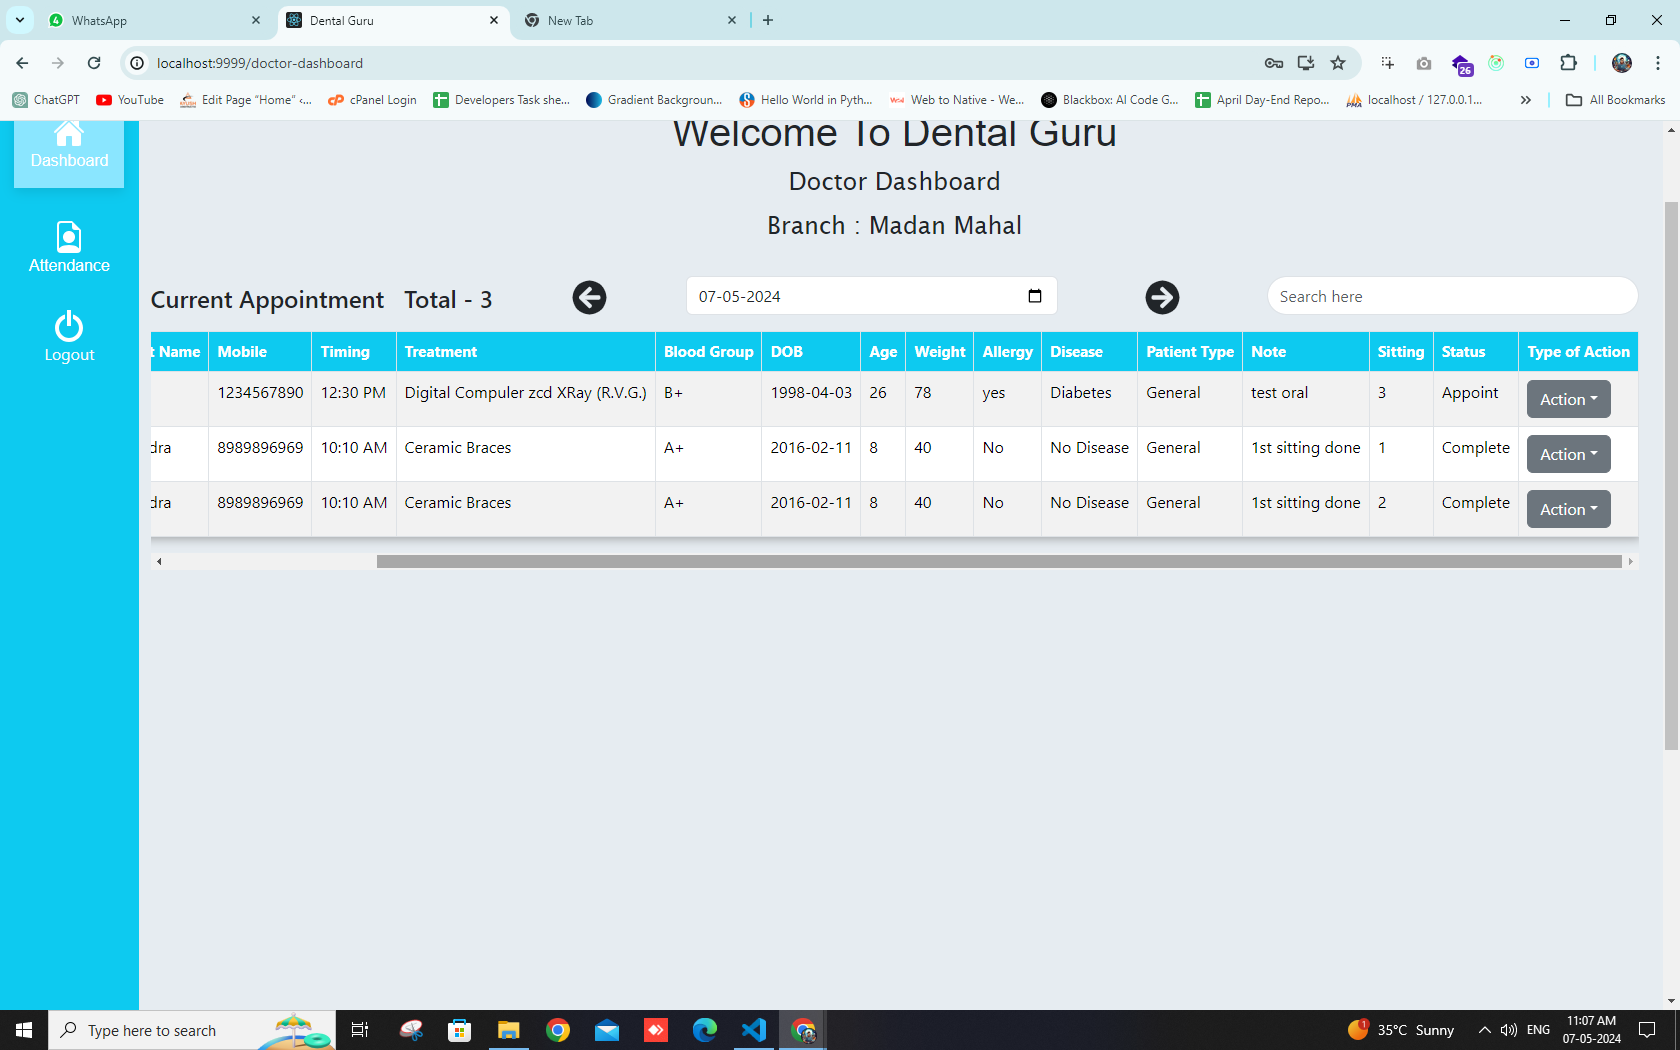 WhatsApp
Dental Guru
New Tab
localhost:9999/doctor-dashboard
26
ChatGPT
YouTube
Edit Page “Home” ‹...
cPanel Login
Developers Task she...
Gradient Backgroun...
Hello World in Pyth...
Web to Native - We...
Blackbox: AI Code G...
April Day-End Repo...
localhost / 127.0.0.1...
All Bookmarks
Dashboard
Attendance
Logout
Welcome To Dental Guru
Doctor Dashboard
Branch : Madan Mahal
Current Appointment Total - 3
07-05-2024
Search here
t Name Mobile Timing Treatment Blood Group DOB Age Weight Allergy Disease Patient Type Note Sitting Status Type of Action
1234567890 12:30 PM Digital Compuler zcd XRay (R.V.G.) B+ 1998-04-03 26 78 yes Diabetes General test oral 3 Appoint Action
dra 8989896969 10:10 AM Ceramic Braces A+ 2016-02-11 8 40 No No Disease General 1st sitting done 1 Complete Action
dra 8989896969 10:10 AM Ceramic Braces A+ 2016-02-11 8 40 No No Disease General 1st sitting done 2 Complete Action
Type here to search
1
35°C Sunny
ENG
11:07 AM
07-05-2024